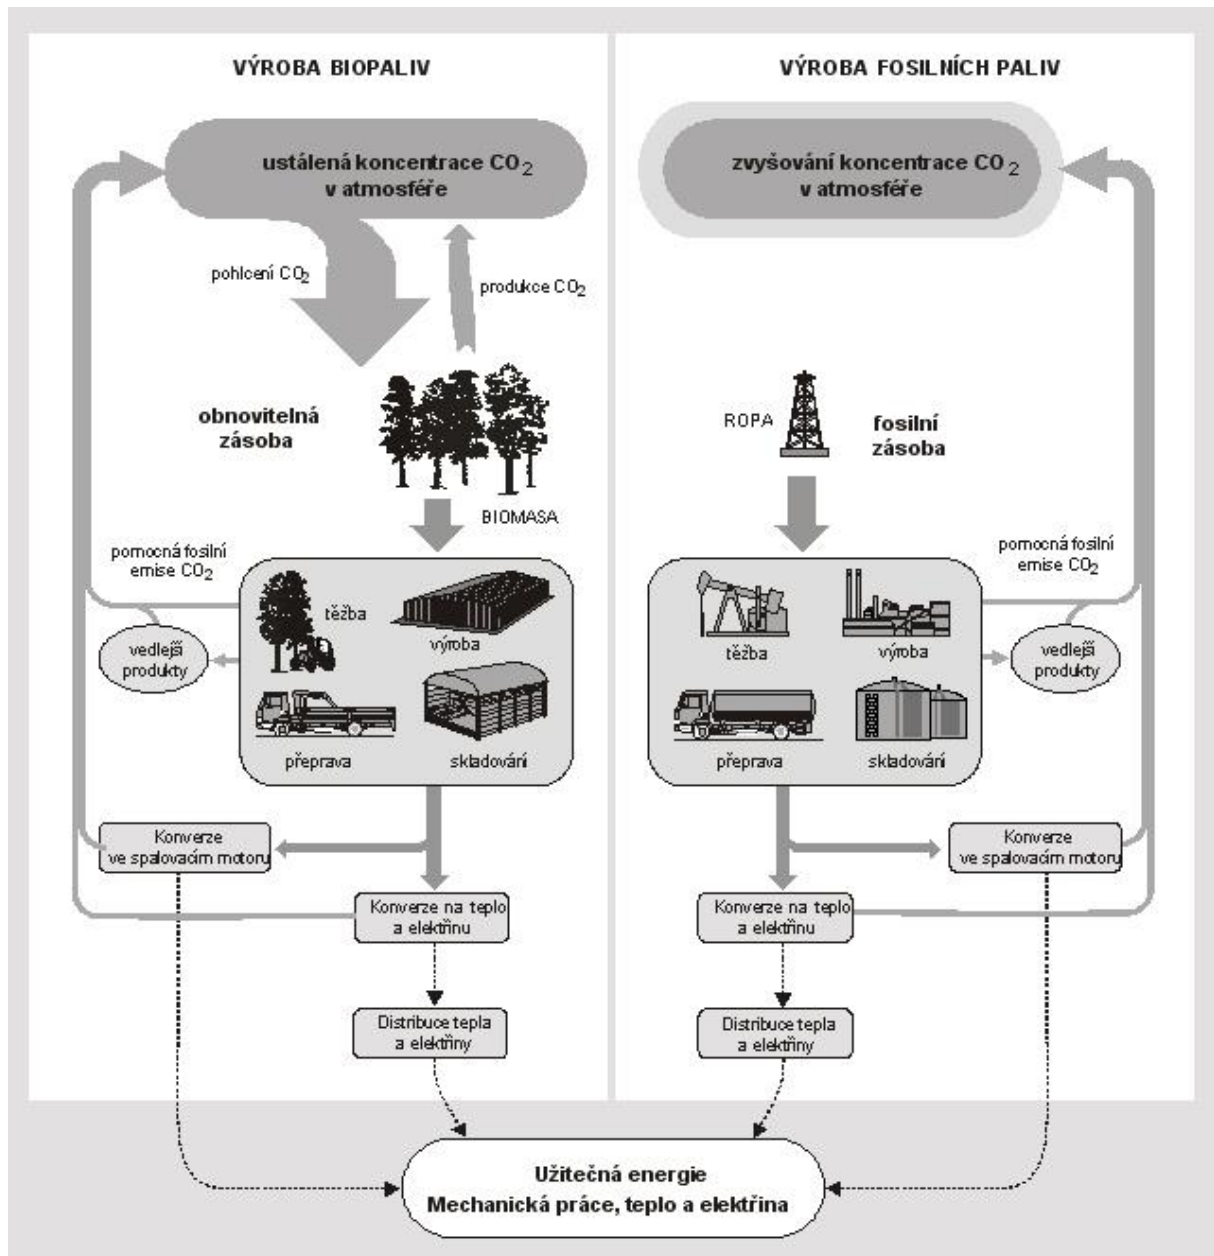 VÝROBA BIOPALIV
ustálená koncentrace CO2
v atmosféře
pohlcení CO2
produkce CO2
obnovitelná
zásoba
BIOMASA
pomocná fosilní
emise CO2
těžba
výroba
vedlejší
produkty
přeprava
skladování
Konverze
ve spalovacím motoru
Konverze na teplo
a elektřinu
Distribuce tepla
a elektřiny
VÝROBA FOSILNÍCH PALIV
zvyšování koncentrace CO2
v atmosféře
ROPA
fosilní
zásoba
pomocná fosilní
emise CO2
těžba
výroba
vedlejší
produkty
přeprava
skladování
Konverze
ve spalovacím motoru
Konverze na teplo
a elektřinu
Distribuce tepla
a elektřiny
Užitečná energie
Mechanická práce, teplo a elektřina